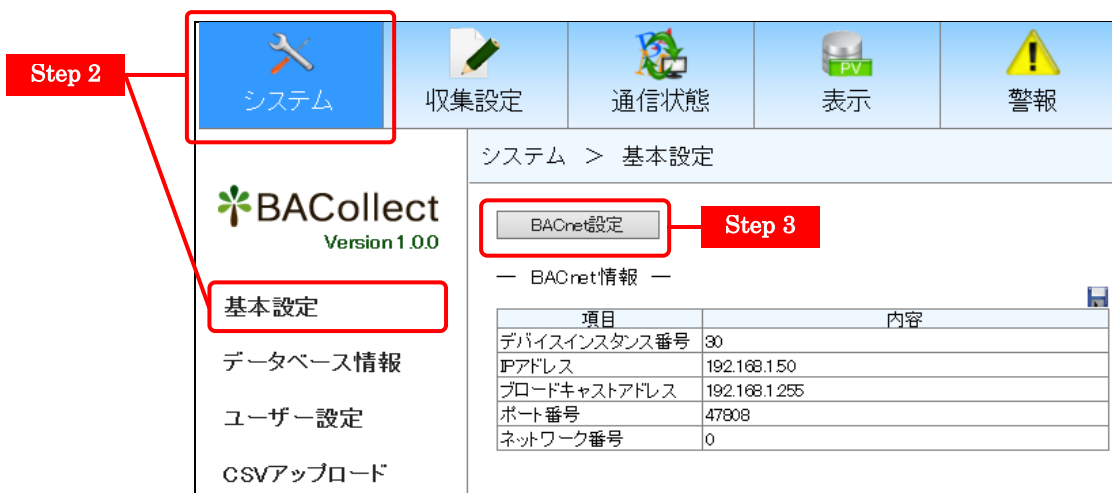 Step 2
システム
収集設定
通信状態
PV
表示
警報
システム ＞ 基本設定
BACollect
Version 1.0.0
BACnet設定
Step 3
― BACnet情報 ―
基本設定
データベース情報
ユーザー設定
CSVアップロード
項目 内容
デバイスインスタンス番号 30
IPアドレス 192.168.1.50
ブロードキャストアドレス 192.168.1.255
ポート番号 47808
ネットワーク番号 0